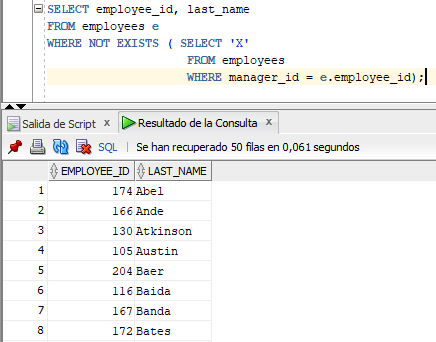 SELECT employee_id, last_name
FROM employees e
WHERE NOT EXISTS ( SELECT 'X'
FROM employees
WHERE manager_id = e.employee_id);
Salida de Script x Resultado de la Consulta x
SQL | Se han recuperado 50 filas en 0,061 segundos
EMPLOYEE_ID LAST_NAME
1 174 Abel
2 166 Ande
3 130 Atkinson
4 105 Austin
5 204 Baer
6 116 Baida
7 167 Banda
8 172 Bates